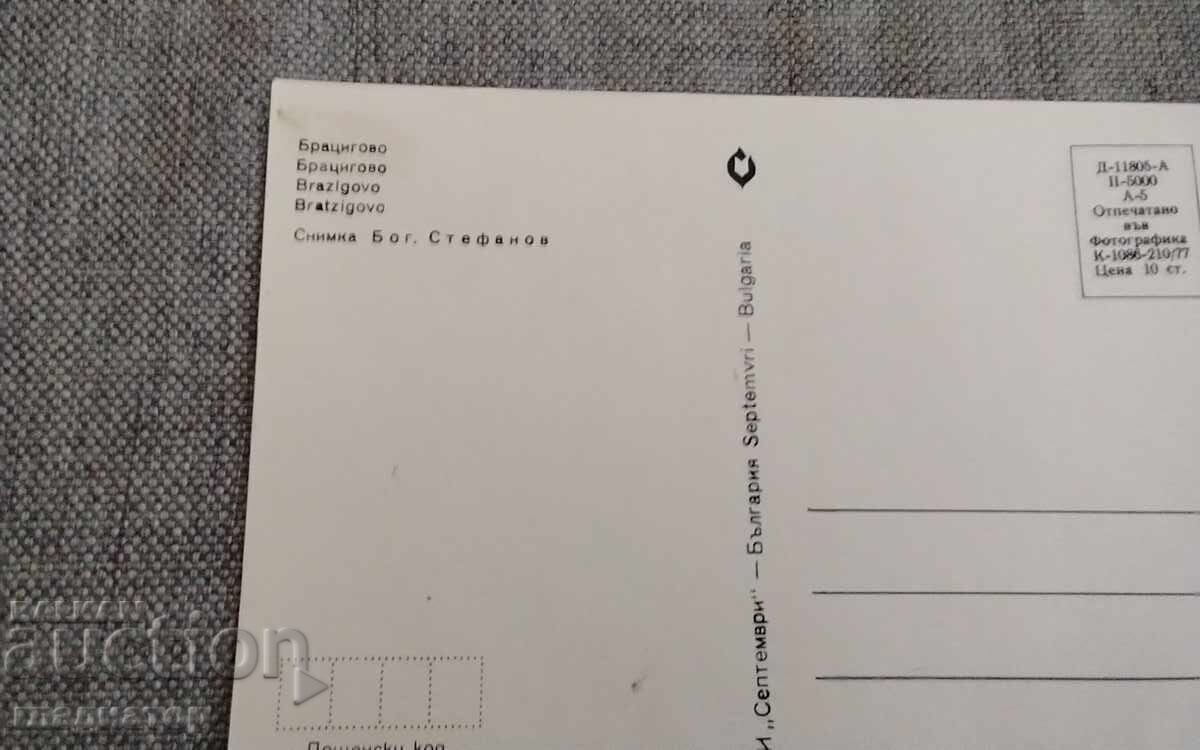 Брацигово
Брацигово
Brazigovo
Bratzigovo
Снимка Бог. Стефанов
Д-11805-А
П-5000
А-5
Отпечатано
във
Фотографика
К-1086-210/77
Цена 10 ст.
„Септември“ — България Septemvri — Bulgaria
Пощенски код
БАЛКАН
auction